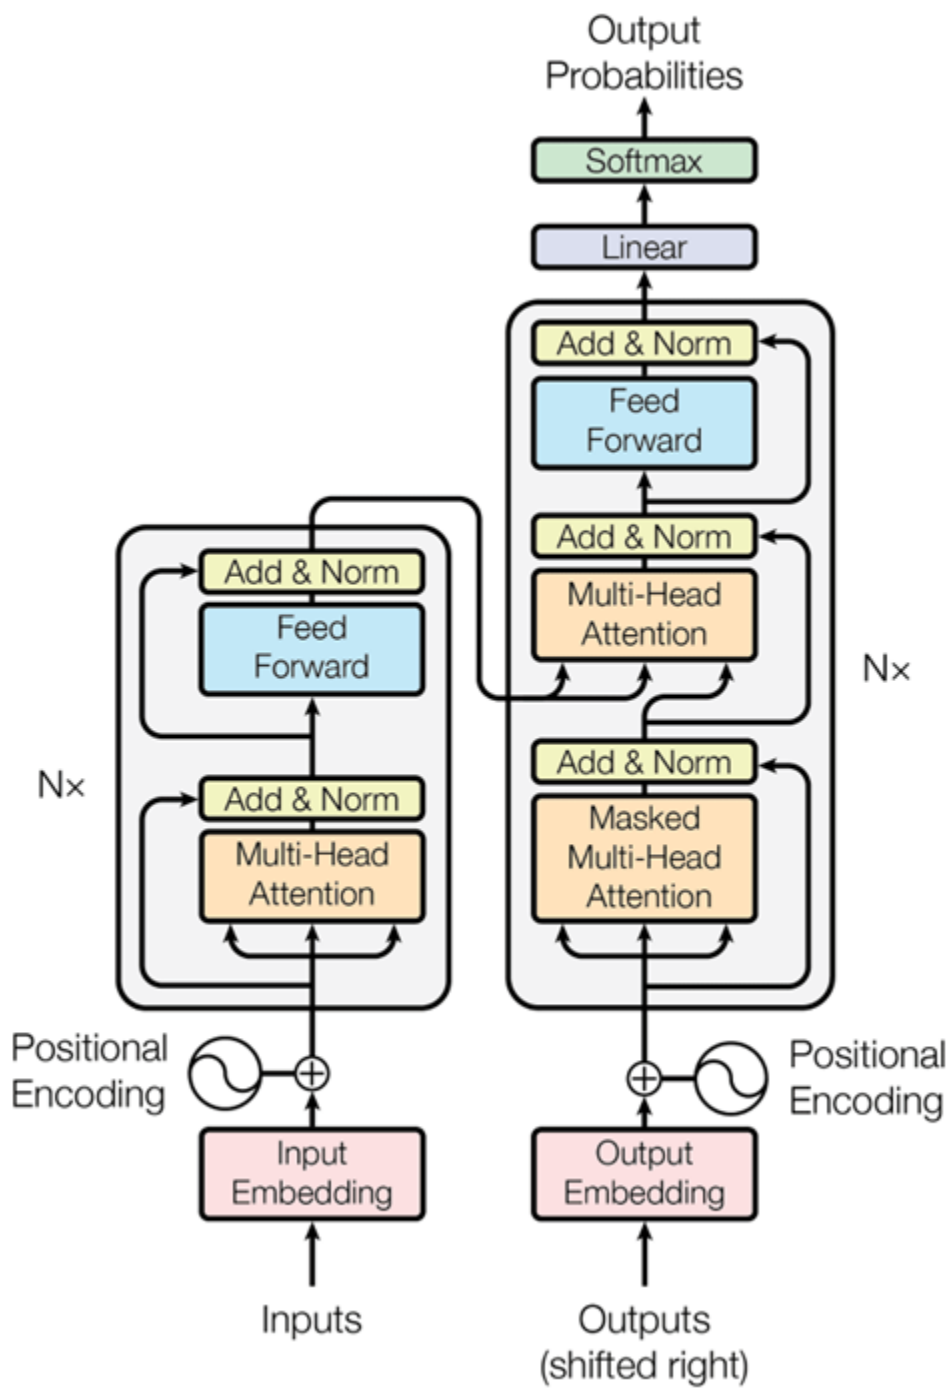 Output
Probabilities
Softmax
Linear
Add & Norm
Feed
Forward
Add & Norm
Multi-Head
Attention
Nx
Add & Norm
Masked
Multi-Head
Attention
Add & Norm
Feed
Forward
Nx
Add & Norm
Multi-Head
Attention
Positional
Encoding
Positional
Encoding
Input
Embedding
Output
Embedding
Inputs
Outputs
(shifted right)